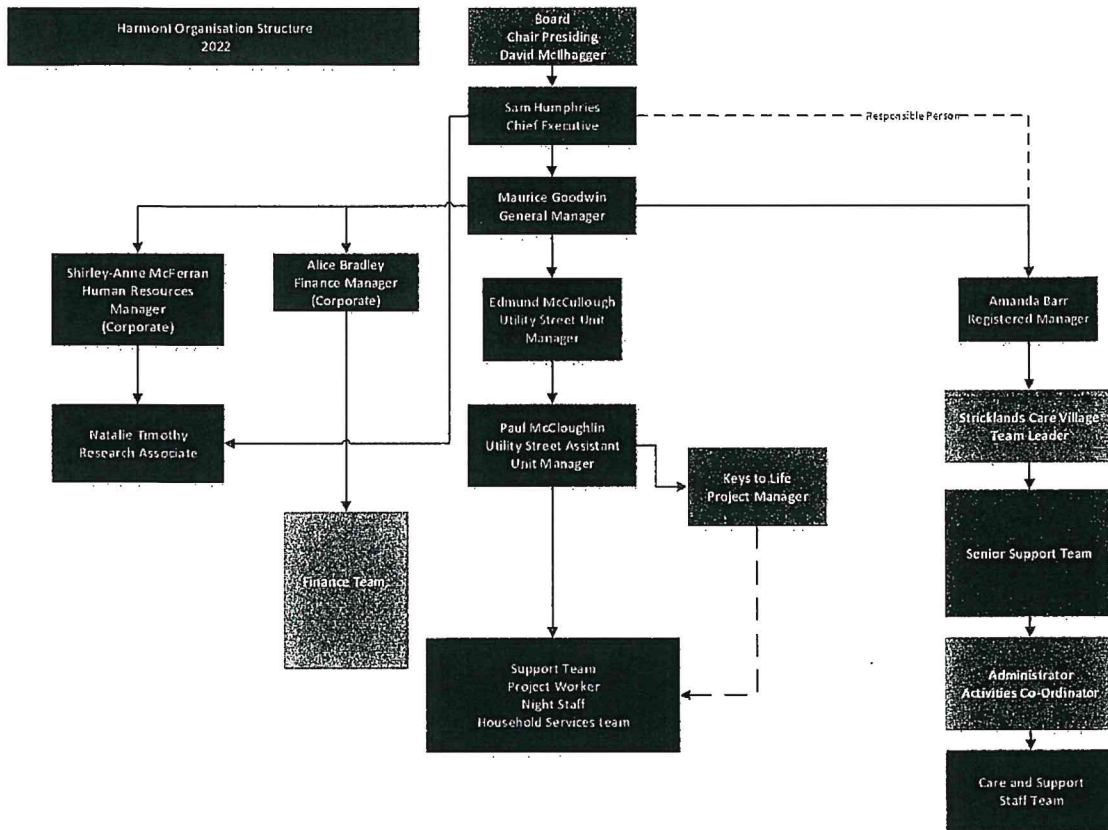 Harmoni Organisation Structure
2022
Board
Chair Presiding
David McIlhagger
Sam Humphries
Chief Executive
Responsible Person
Maurice Goodwin
General Manager
Shirley-Anne McFerran
Human Resources
Manager
(Corporate)
Alice Bradley
Finance Manager
(Corporate)
Edmund McCullough
Utility Street Unit
Manager
Amanda Barr
Registered Manager
Natalie Timothy
Research Associate
Paul McCloughlin
Utility Street Assistant
Unit Manager
Stricklands Care Village
Team Leader
Keys to Life
Project Manager
Finance Team
Senior Support Team
Support Team
Project Worker
Night Staff
Household Services team
Administrator
Activities Co-Ordinator
Care and Support
Staff Team